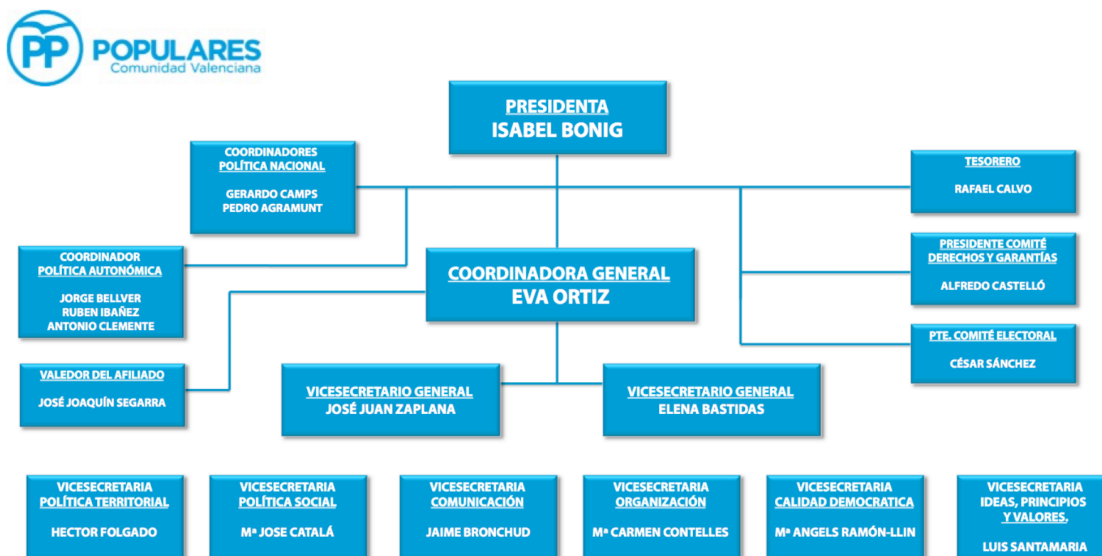 PP
POPULARES
Comunidad Valenciana
PRESIDENTA
ISABEL BONIG
COORDINADORES
POLÍTICA NACIONAL
GERARDO CAMPS
PEDRO AGRAMUNT
TESORERO
RAFAEL CALVO
COORDINADOR
POLÍTICA AUTONÓMICA
JORGE BELLVER
RUBEN IBAÑEZ
ANTONIO CLEMENTE
COORDINADORA GENERAL
EVA ORTIZ
PRESIDENTE COMITÉ
DERECHOS Y GARANTÍAS
ALFREDO CASTELLÓ
PTE. COMITÉ ELECTORAL
CÉSAR SÁNCHEZ
VALEDOR DEL AFILIADO
JOSÉ JOAQUÍN SEGARRA
VICESECRETARIO GENERAL
JOSÉ JUAN ZAPLANA
VICESECRETARIO GENERAL
ELENA BASTIDAS
VICESECRETARIA
POLÍTICA TERRITORIAL
HECTOR FOLGADO
VICESECRETARIA
POLÍTICA SOCIAL
Mª JOSE CATALÁ
VICESECRETARIA
COMUNICACIÓN
JAIME BRONCHUD
VICESECRETARIA
ORGANIZACIÓN
Mª CARMEN CONTELLES
VICESECRETARIA
CALIDAD DEMOCRATICA
Mª ANGELS RAMÓN-LLIN
VICESECRETARIA
IDEAS, PRINCIPIOS
Y VALORES.
LUIS SANTAMARIA